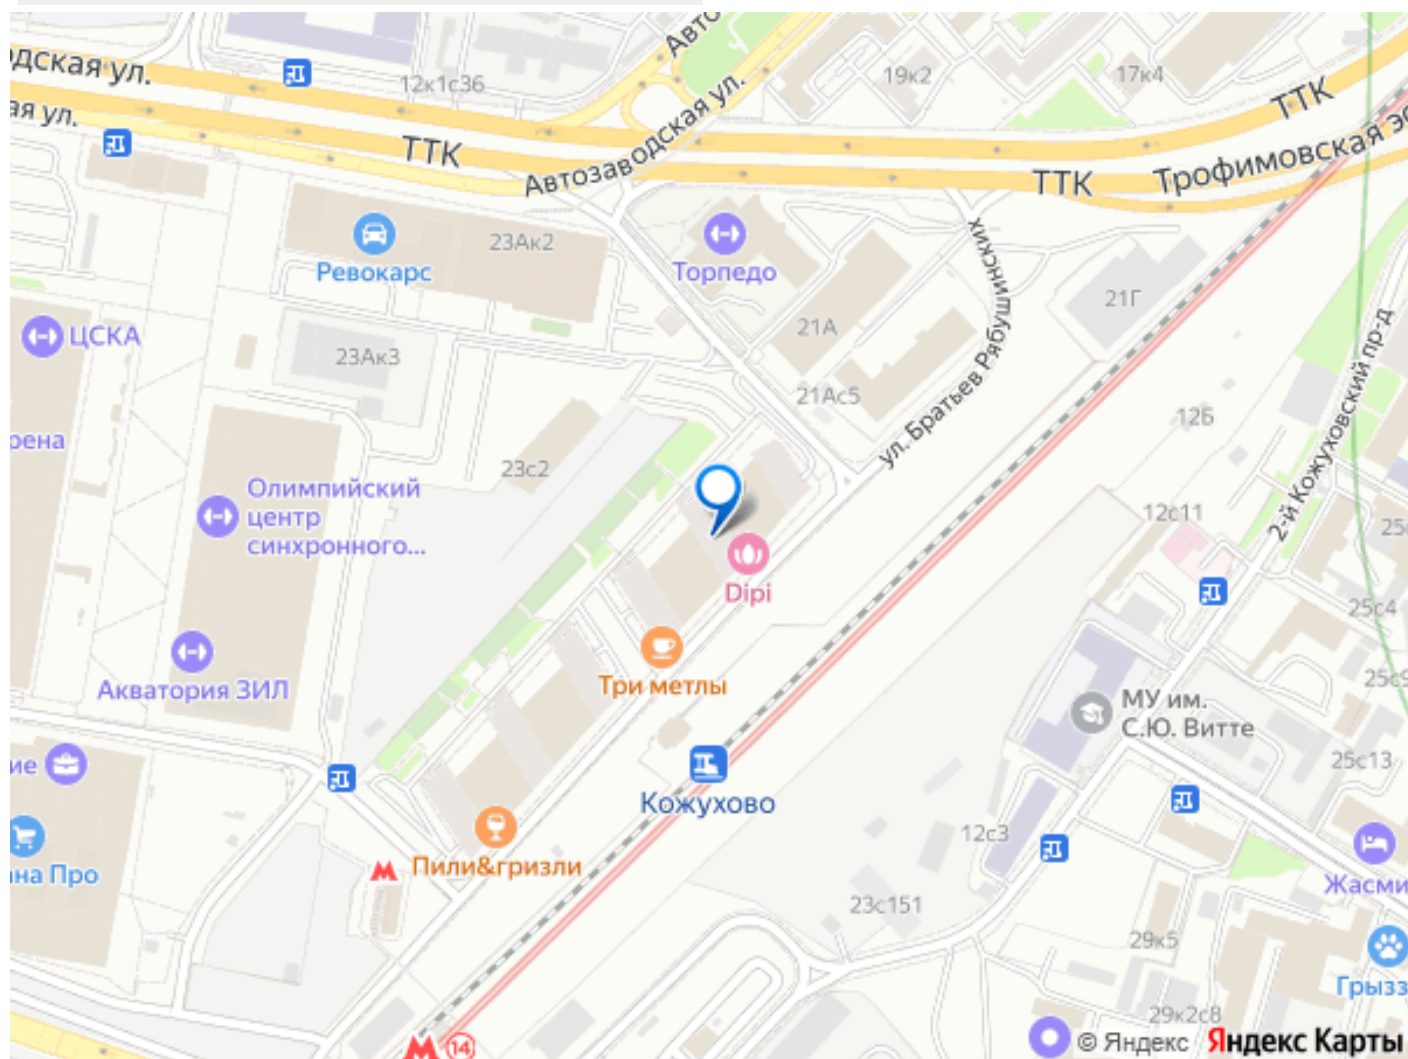 Авто
дская ул.
12к1с36
19к2
17к4
ТТК
ая ул.
ТТК
Автозаводская ул.
ТТК
Трофимовская эс
23Ак2
Ревокарс
Торпедо
ул. Братьев Рябушинских
21Г
21А
ЦСКА
23Ак3
21Ас5
2-й Кожуховский пр-д
12Б
рена
23с2
Олимпийский
центр
синхронного...
12с11
25
Dipi
25с4
Акватория ЗИЛ
Три метлы
25с9
МУ им.
С.Ю. Витте
ие
25с13
Кожухово
12с3
на Про
Пили&гризли
Жасми
23с151
29к5
Грызз
29к2с8
14
© Яндекс Яндекс Карты